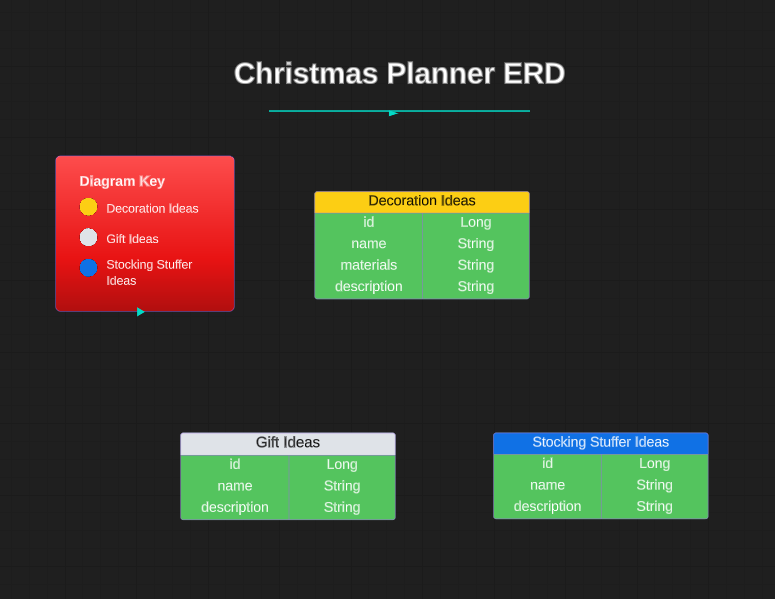 Christmas Planner ERD
Diagram Key
Decoration Ideas
Gift Ideas
Stocking Stuffer
Ideas
Decoration Ideas
id Long
name String
materials String
description String
Gift Ideas
id Long
name String
description String
Stocking Stuffer Ideas
id Long
name String
description String